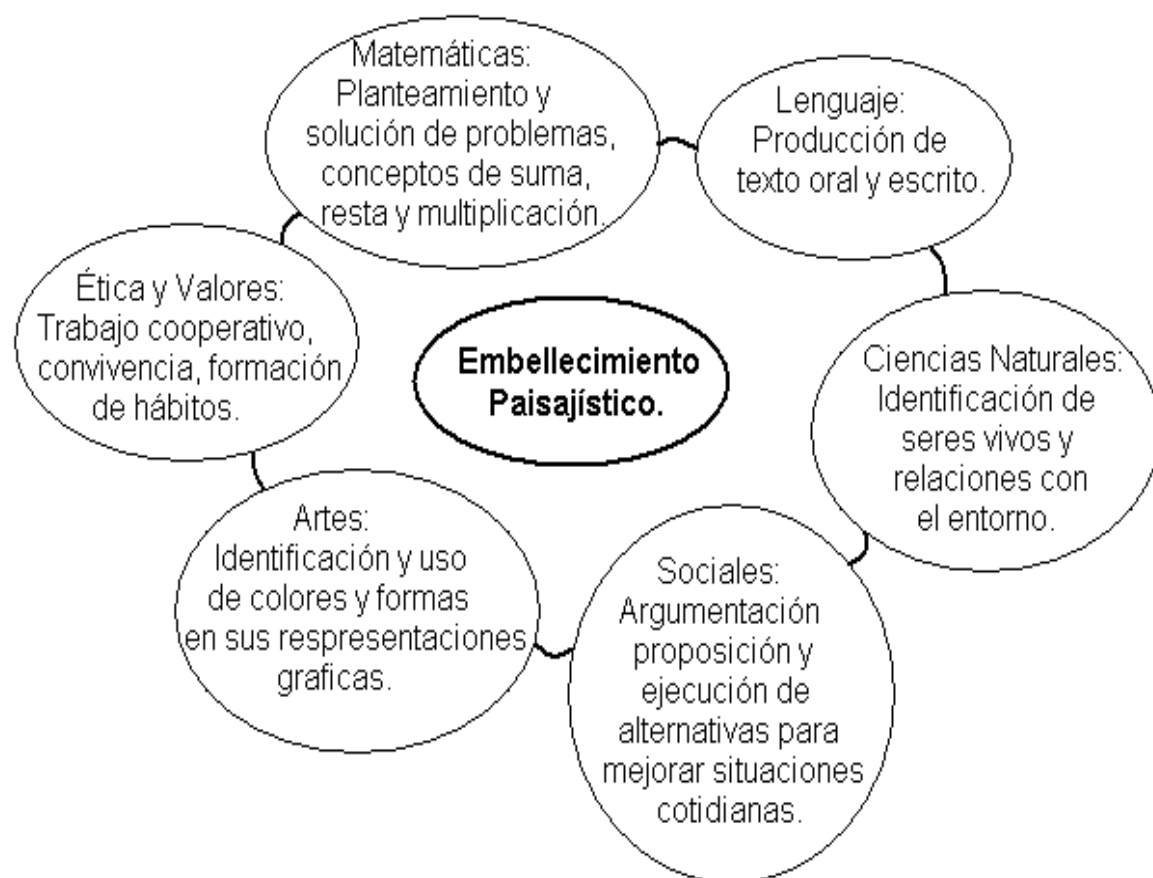 Matemáticas:
Planteamiento y
solución de problemas,
conceptos de suma,
resta y multiplicación.
Lenguaje:
Producción de
texto oral y escrito.
Ética y Valores:
Trabajo cooperativo,
convivencia, formación
de hábitos.
Embellecimiento
Paisajístico.
Ciencias Naturales:
Identificación de
seres vivos y
relaciones con
el entorno.
Artes:
Identificación y uso
de colores y formas
en sus respresentaciones
graficas.
Sociales:
Argumentación
proposición y
ejecución de
alternativas para
mejorar situaciones
cotidianas.